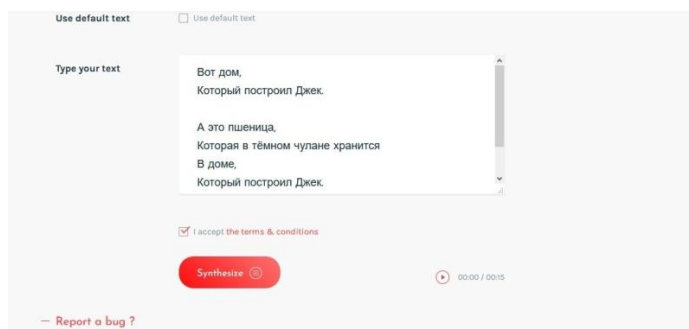 Use default text
Use default text
Type your text
Вот дом,
Который построил Джек.
А это пшеница,
Которая в тёмном чулане хранится
В доме,
Который построил Джек.
I accept the terms & conditions
Synthesize
00:00 / 00:15
— Report a bug ?